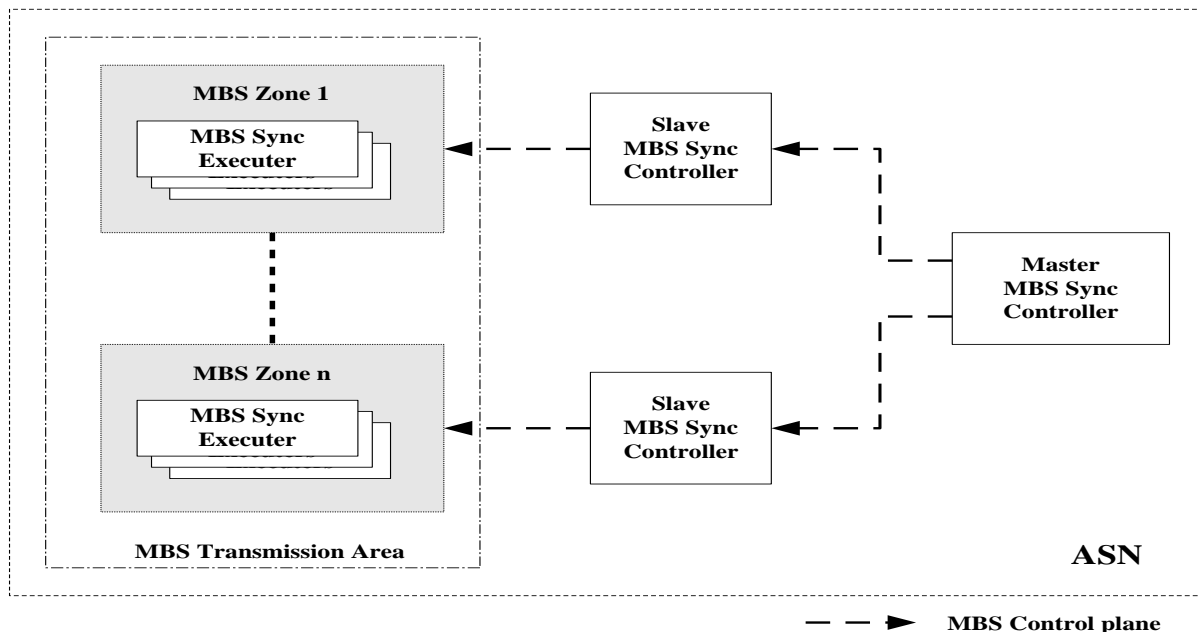 MBS Zone 1
MBS Sync
Executer
Slave
MBS Sync
Controller
Master
MBS Sync
Controller
MBS Zone n
MBS Sync
Executer
Slave
MBS Sync
Controller
MBS Transmission Area
ASN
MBS Control plane